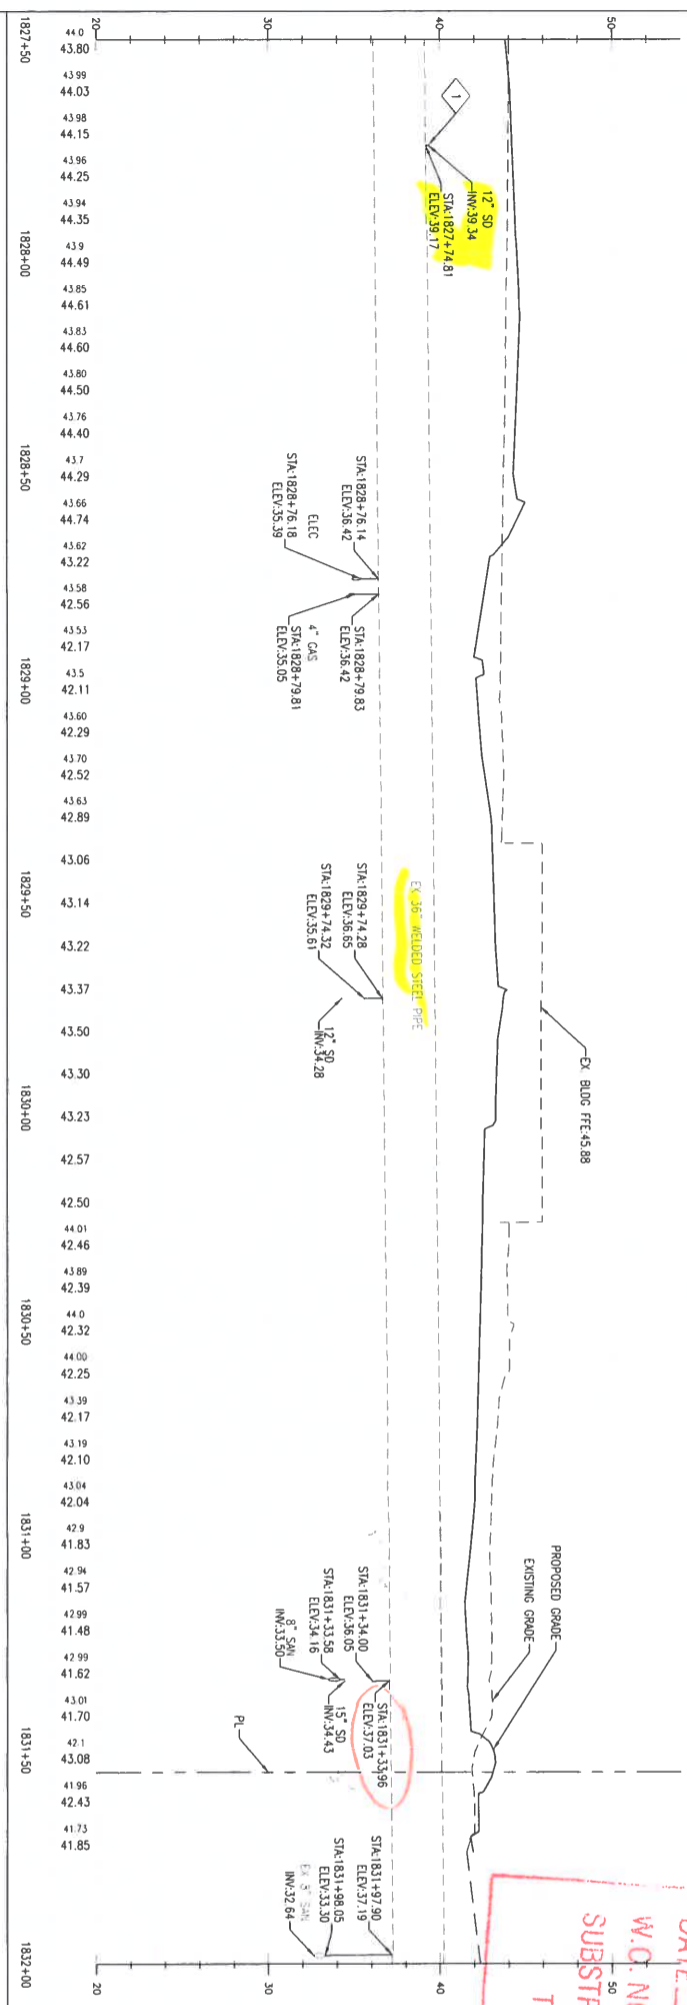 50
40
30
20
12" SD
INV:39.34
STA:1827+74.81
ELEV:39.17
1
STA:1828+76.14
ELEV:36.42
ELEC
STA:1828+76.18
ELEV:35.39
STA:1828+79.83
ELEV:36.42
4" GAS
STA:1828+79.81
ELEV:35.05
EX 36" WELDED STEEL PIPE
STA:1829+74.28
ELEV:36.65
STA:1829+74.32
ELEV:35.61
12" SD
INV:34.28
EX. BLDG FFE:45.88
PROPOSED GRADE
EXISTING GRADE
STA:1831+34.00
ELEV:36.05
STA:1831+33.58
ELEV:34.16
8" SAN
INV:33.50
STA:1831+33.96
ELEV:37.03
15" SD
INV:34.43
PL
STA:1831+97.90
ELEV:37.19
STA:1831+98.05
ELEV:33.30
EX 8" SAN
INV:32.64
50
40
30
20
W.O.
44.0 43.99 43.98 43.96 43.94 43.9 43.85 43.83 43.80 43.76 43.7 43.66 43.62 43.58 43.53 43.5 43.60 43.70 43.63 44.01 43.89 44.0 44.00 43.39 43.19 43.04 42.9 42.94 42.99 42.99 43.01 42.1 41.96 41.73
43.80 44.03 44.15 44.25 44.35 44.49 44.61 44.60 44.50 44.40 44.29 44.74 43.22 42.56 42.17 42.11 42.29 42.52 42.89 43.06 43.14 43.22 43.37 43.50 43.30 43.23 42.57 42.50 42.46 42.39 42.32 42.25 42.17 42.10 42.04 41.83 41.57 41.48 41.62 41.70 43.08 42.43 41.85
1827+50 1828+00 1828+50 1829+00 1829+50 1830+00 1830+50 1831+00 1831+50 1832+00